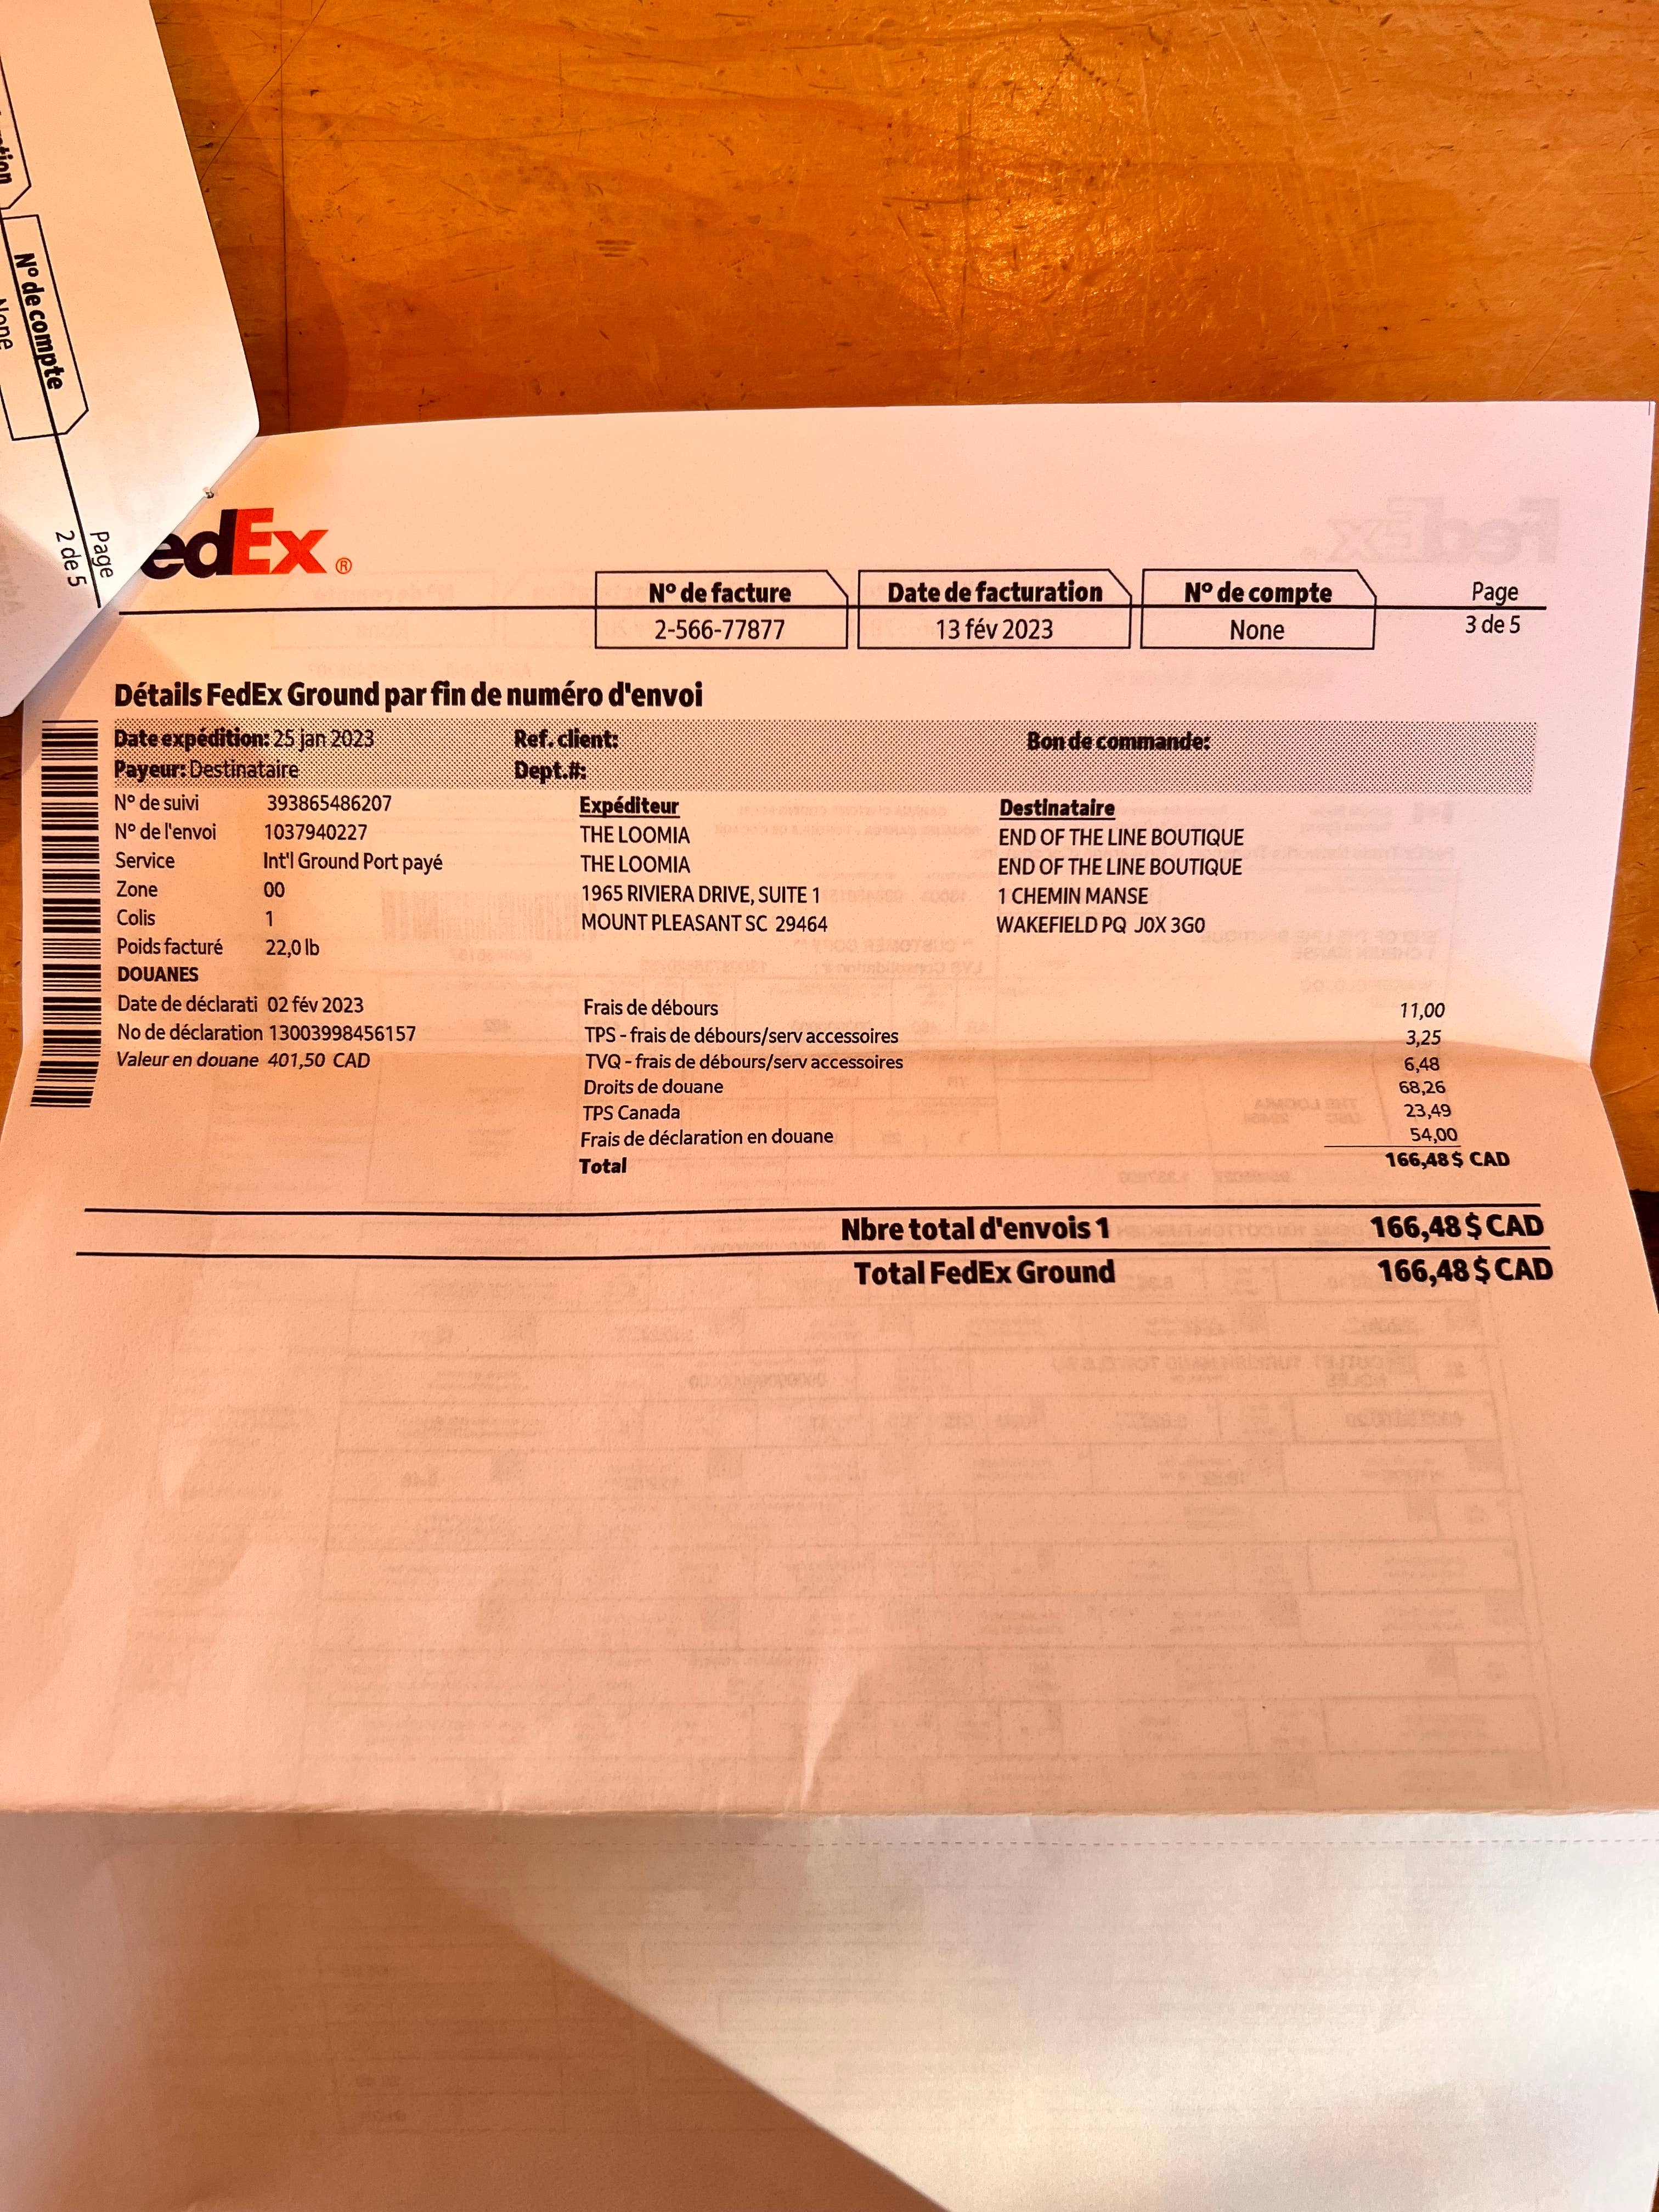 N° de compte
None
Page
2 de 5
edEx®
N° de facture
2-566-77877
Date de facturation
13 fév 2023
N° de compte
None
Page
3 de 5
Détails FedEx Ground par fin de numéro d'envoi
Date expédition: 25 jan 2023 Ref. client: Bon de commande:
Payeur: Destinataire Dept.#:
N° de suivi 393865486207
N° de l'envoi 1037940227
Service Int'l Ground Port payé
Zone 00
Colis 1
Poids facturé 22,0 lb
DOUANES
Date de déclarati 02 fév 2023
No de déclaration 13003998456157
Valeur en douane 401,50 CAD
Expéditeur
THE LOOMIA
THE LOOMIA
1965 RIVIERA DRIVE, SUITE 1
MOUNT PLEASANT SC 29464
Destinataire
END OF THE LINE BOUTIQUE
END OF THE LINE BOUTIQUE
1 CHEMIN MANSE
WAKEFIELD PQ J0X 3G0
Frais de débours 11,00
TPS - frais de débours/serv accessoires 3,25
TVQ - frais de débours/serv accessoires 6,48
Droits de douane 68,26
TPS Canada 23,49
Frais de déclaration en douane 54,00
Total 166,48 $ CAD
Nbre total d'envois 1 166,48 $ CAD
Total FedEx Ground 166,48 $ CAD